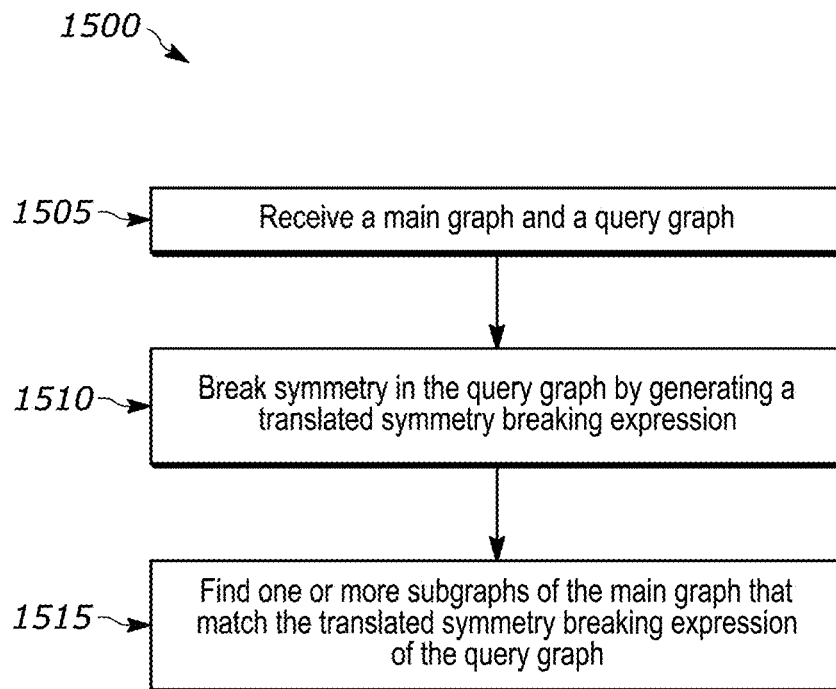 1500
1505
Receive a main graph and a query graph
1510
Break symmetry in the query graph by generating a
translated symmetry breaking expression
1515
Find one or more subgraphs of the main graph that
match the translated symmetry breaking expression
of the query graph